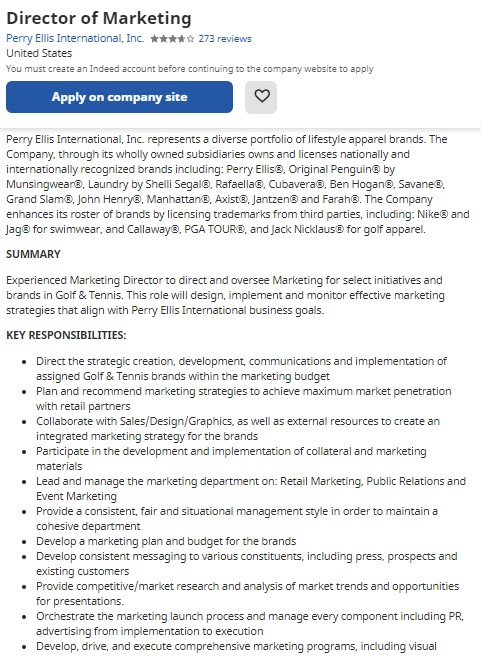 Director of Marketing
Perry Ellis International, Inc. ★★★★☆ 273 reviews
United States
You must create an Indeed account before continuing to the company website to apply
Apply on company site
Perry Ellis International, Inc. represents a diverse portfolio of lifestyle apparel brands. The
Company, through its wholly owned subsidiaries owns and licenses nationally and
internationally recognized brands including: Perry Ellis®, Original Penguin® by
Munsingwear®, Laundry by Shelli Segal®, Rafaella®, Cubavera®, Ben Hogan®, Savane®,
Grand Slam®, John Henry®, Manhattan®, Axist®, Jantzen® and Farah®. The Company
enhances its roster of brands by licensing trademarks from third parties, including: Nike® and
Jag® for swimwear, and Callaway®, PGA TOUR®, and Jack Nicklaus® for golf apparel.
SUMMARY
Experienced Marketing Director to direct and oversee Marketing for select initiatives and
brands in Golf & Tennis. This role will design, implement and monitor effective marketing
strategies that align with Perry Ellis International business goals.
KEY RESPONSIBILITIES:
• Direct the strategic creation, development, communications and implementation of
assigned Golf & Tennis brands within the marketing budget
• Plan and recommend marketing strategies to achieve maximum market penetration
with retail partners
• Collaborate with Sales/Design/Graphics, as well as external resources to create an
integrated marketing strategy for the brands
• Participate in the development and implementation of collateral and marketing
materials
• Lead and manage the marketing department on: Retail Marketing, Public Relations and
Event Marketing
• Provide a consistent, fair and situational management style in order to maintain a
cohesive department
• Develop a marketing plan and budget for the brands
• Develop consistent messaging to various constituents, including press, prospects and
existing customers
• Provide competitive/market research and analysis of market trends and opportunities
for presentations.
• Orchestrate the marketing launch process and manage every component including PR,
advertising from implementation to execution
• Develop, drive, and execute comprehensive marketing programs, including visual